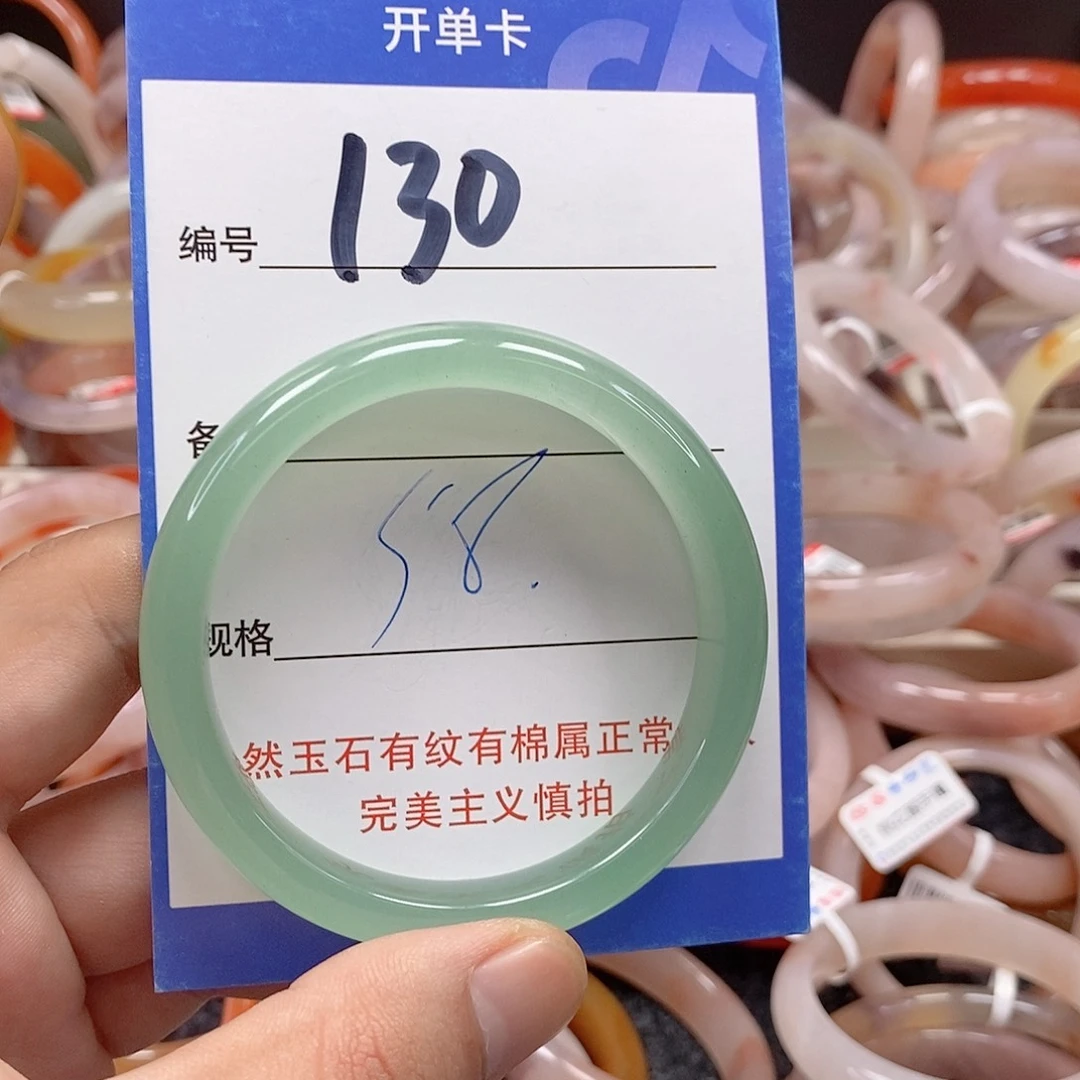 开单卡
编号 130
备
58.
规格
然玉石有纹有棉属正常
完美主义慎拍